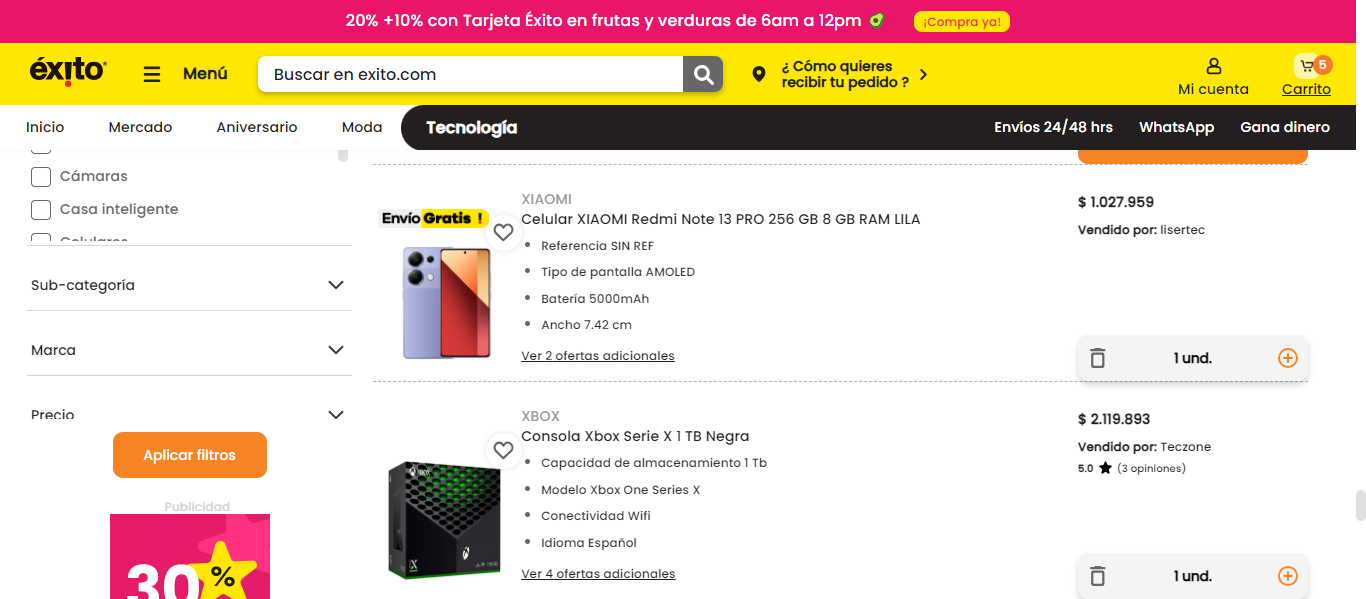 20% +10% con Tarjeta Éxito en frutas y verduras de 6am a 12pm
¡Compra ya!
éxito
Menú
Buscar en exito.com
¿ Cómo quieres
recibir tu pedido ?
Mi cuenta
5
Carrito
Inicio
Mercado
Aniversario
Moda
Tecnología
Envíos 24/48 hrs
WhatsApp
Gana dinero
Cámaras
Casa inteligente
Celulares
Sub-categoría
Marca
Precio
Aplicar filtros
Publicidad
30%
Envío Gratis !
XIAOMI
Celular XIAOMI Redmi Note 13 PRO 256 GB 8 GB RAM LILA
Referencia SIN REF
Tipo de pantalla AMOLED
Batería 5000mAh
Ancho 7.42 cm
Ver 2 ofertas adicionales
$ 1.027.959
Vendido por: lisertec
1 und.
XBOX
Consola Xbox Serie X 1 TB Negra
Capacidad de almacenamiento 1 Tb
Modelo Xbox One Series X
Conectividad Wifi
Idioma Español
Ver 4 ofertas adicionales
XBOX
$ 2.119.893
Vendido por: Teczone
5.0 ★ (3 opiniones)
1 und.